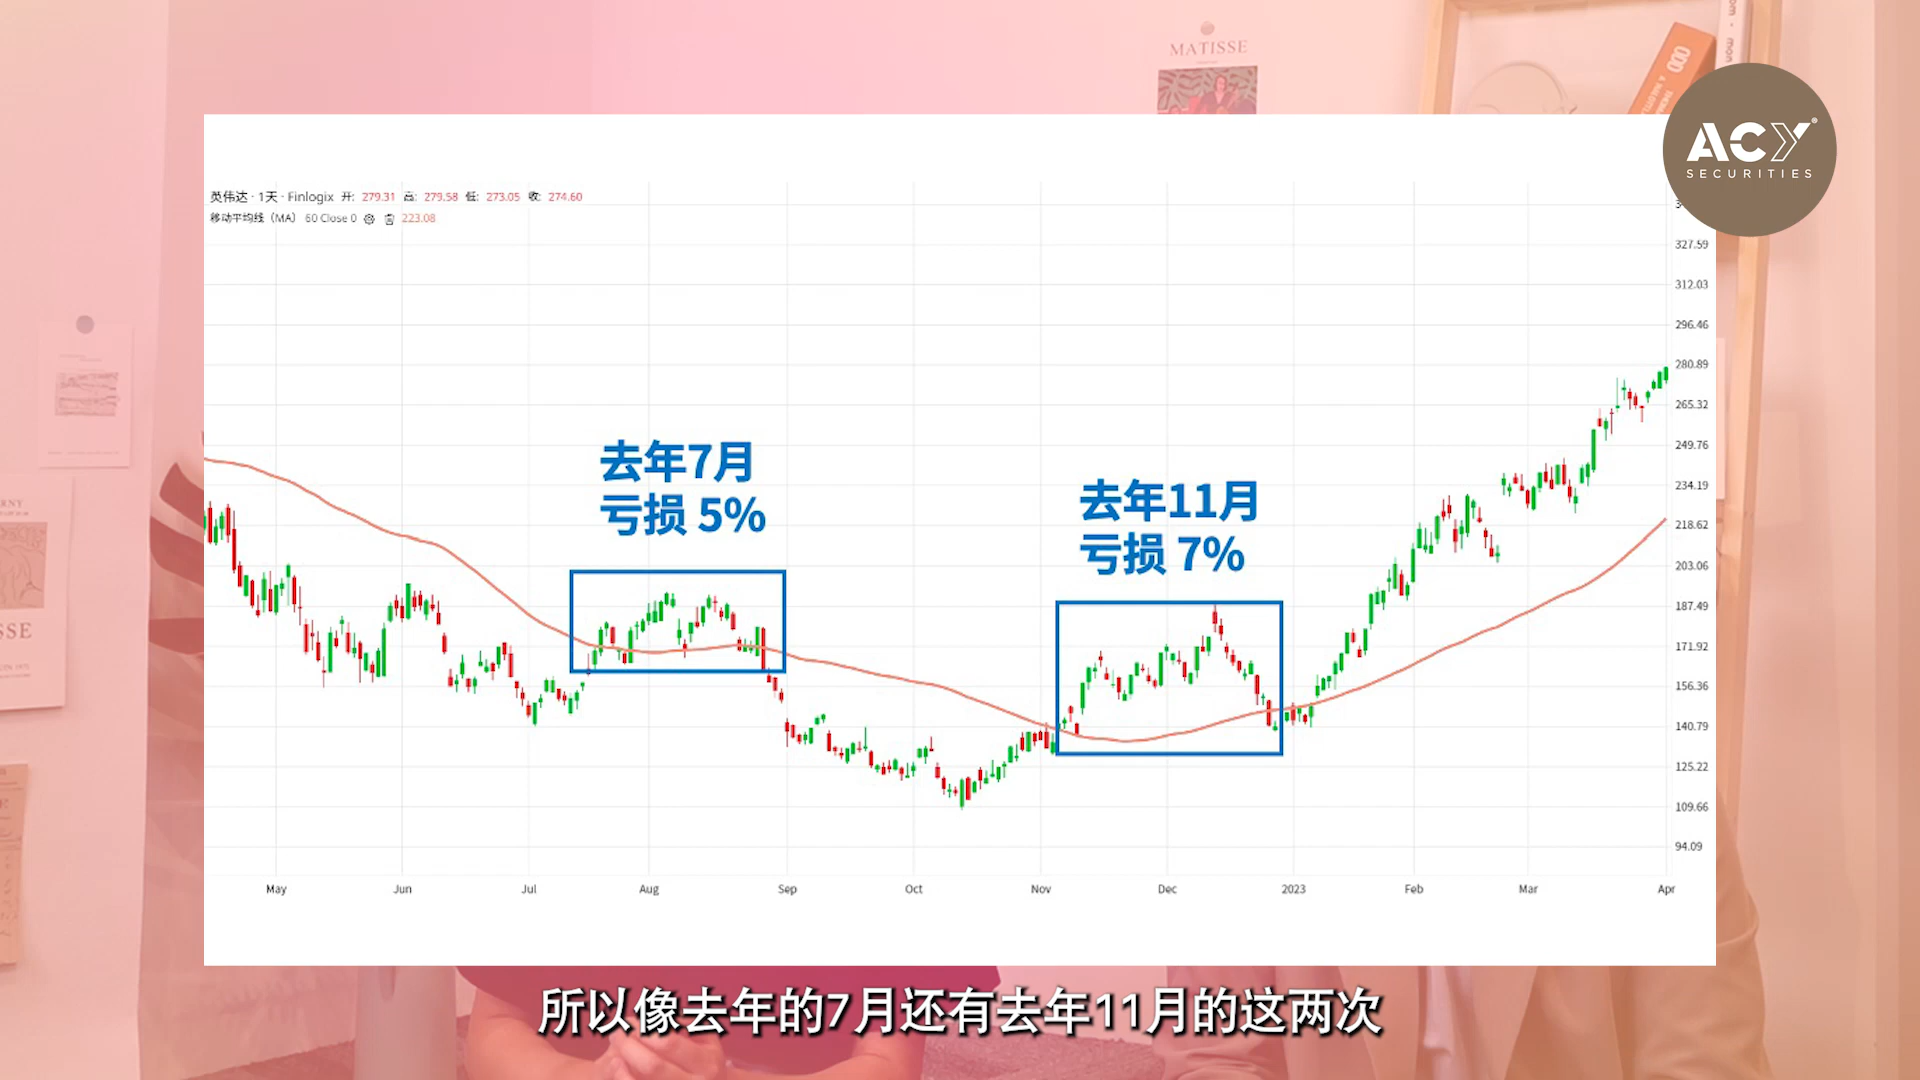 MATISSE
ACY
SECURITIES
英伟达 · 1天 · Finlogix 开: 279.31 高: 279.58 低: 273.05 收: 274.60
移动平均线 (MA) 60 Close 0 223.08
327.59
312.03
296.46
280.89
265.32
249.76
234.19
218.62
203.06
187.49
171.92
156.36
140.79
125.22
109.66
94.09
去年7月
亏损 5%
去年11月
亏损 7%
May Jun Jul Aug Sep Oct Nov Dec 2023 Feb Mar Apr
所以像去年的7月还有去年11月的这两次